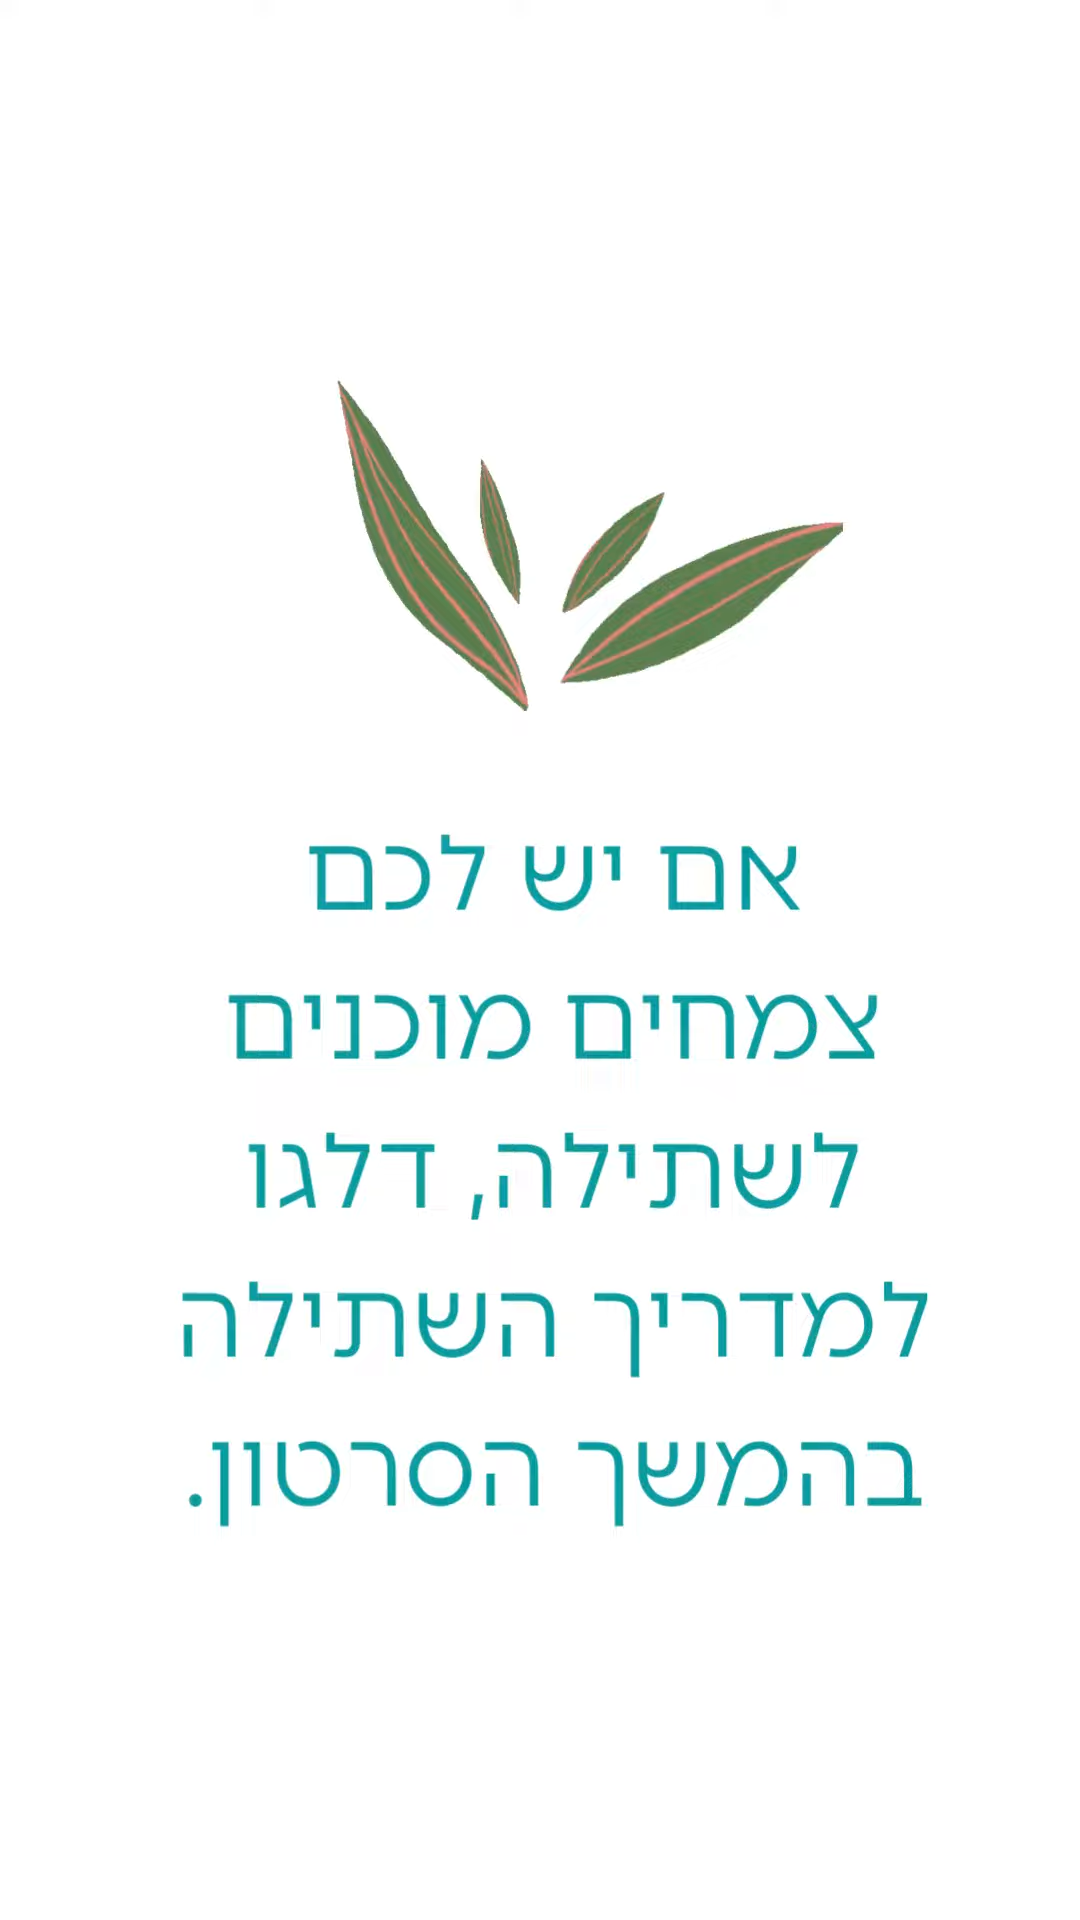 אם יש לכם
צמחים מוכנים
לשתילה, דלגו
למדריך השתילה
בהמשך הסרטון.